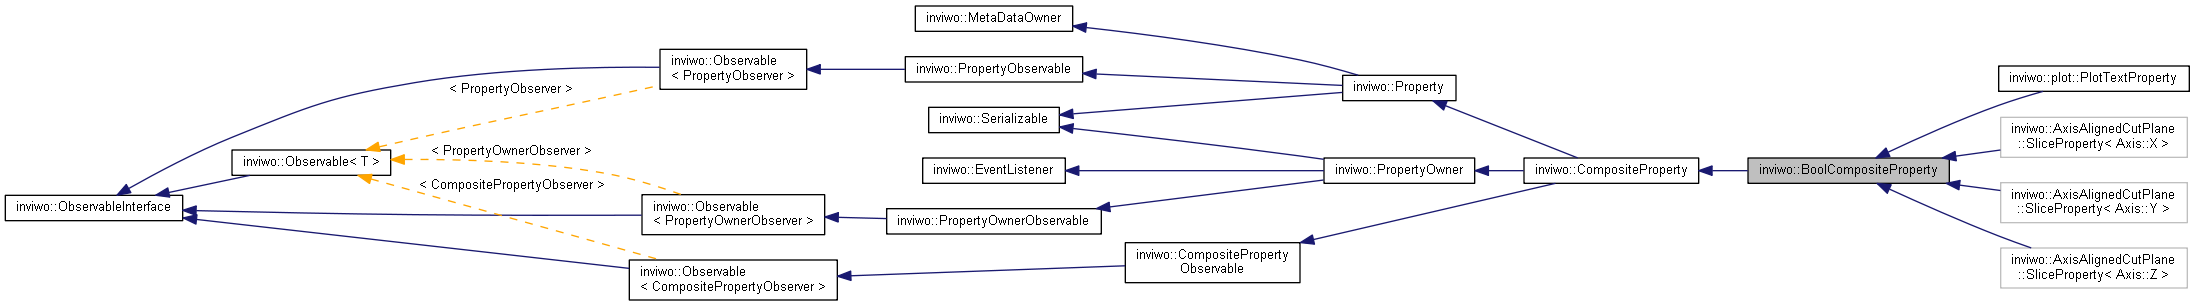 inviwo::MetaDataOwner
inviwo::Observable
< PropertyObserver >
inviwo::PropertyObservable
< PropertyObserver >
inviwo::Property
inviwo::plot::PlotTextProperty
inviwo::Serializable
inviwo::AxisAlignedCutPlane
::SliceProperty< Axis::X >
inviwo::Observable< T >
< PropertyOwnerObserver >
inviwo::EventListener
inviwo::PropertyOwner
inviwo::CompositeProperty
inviwo::BoolCompositeProperty
< CompositePropertyObserver >
inviwo::AxisAlignedCutPlane
::SliceProperty< Axis::Y >
inviwo::ObservableInterface
inviwo::Observable
< PropertyOwnerObserver >
inviwo::PropertyOwnerObservable
inviwo::CompositeProperty
Observable
inviwo::AxisAlignedCutPlane
::SliceProperty< Axis::Z >
inviwo::Observable
< CompositePropertyObserver >